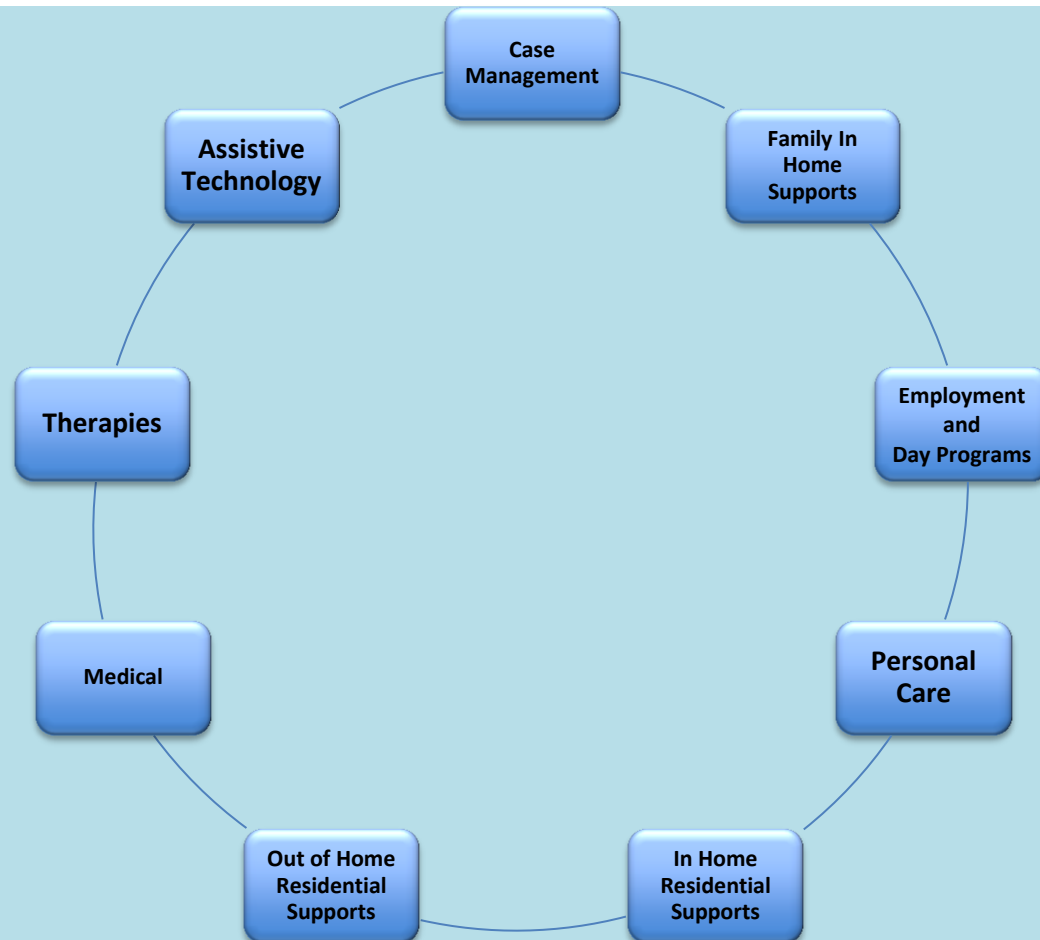 Case
Management
Family In
Home
Supports
Employment
and
Day Programs
Personal
Care
In Home
Residential
Supports
Out of Home
Residential
Supports
Medical
Therapies
Assistive
Technology